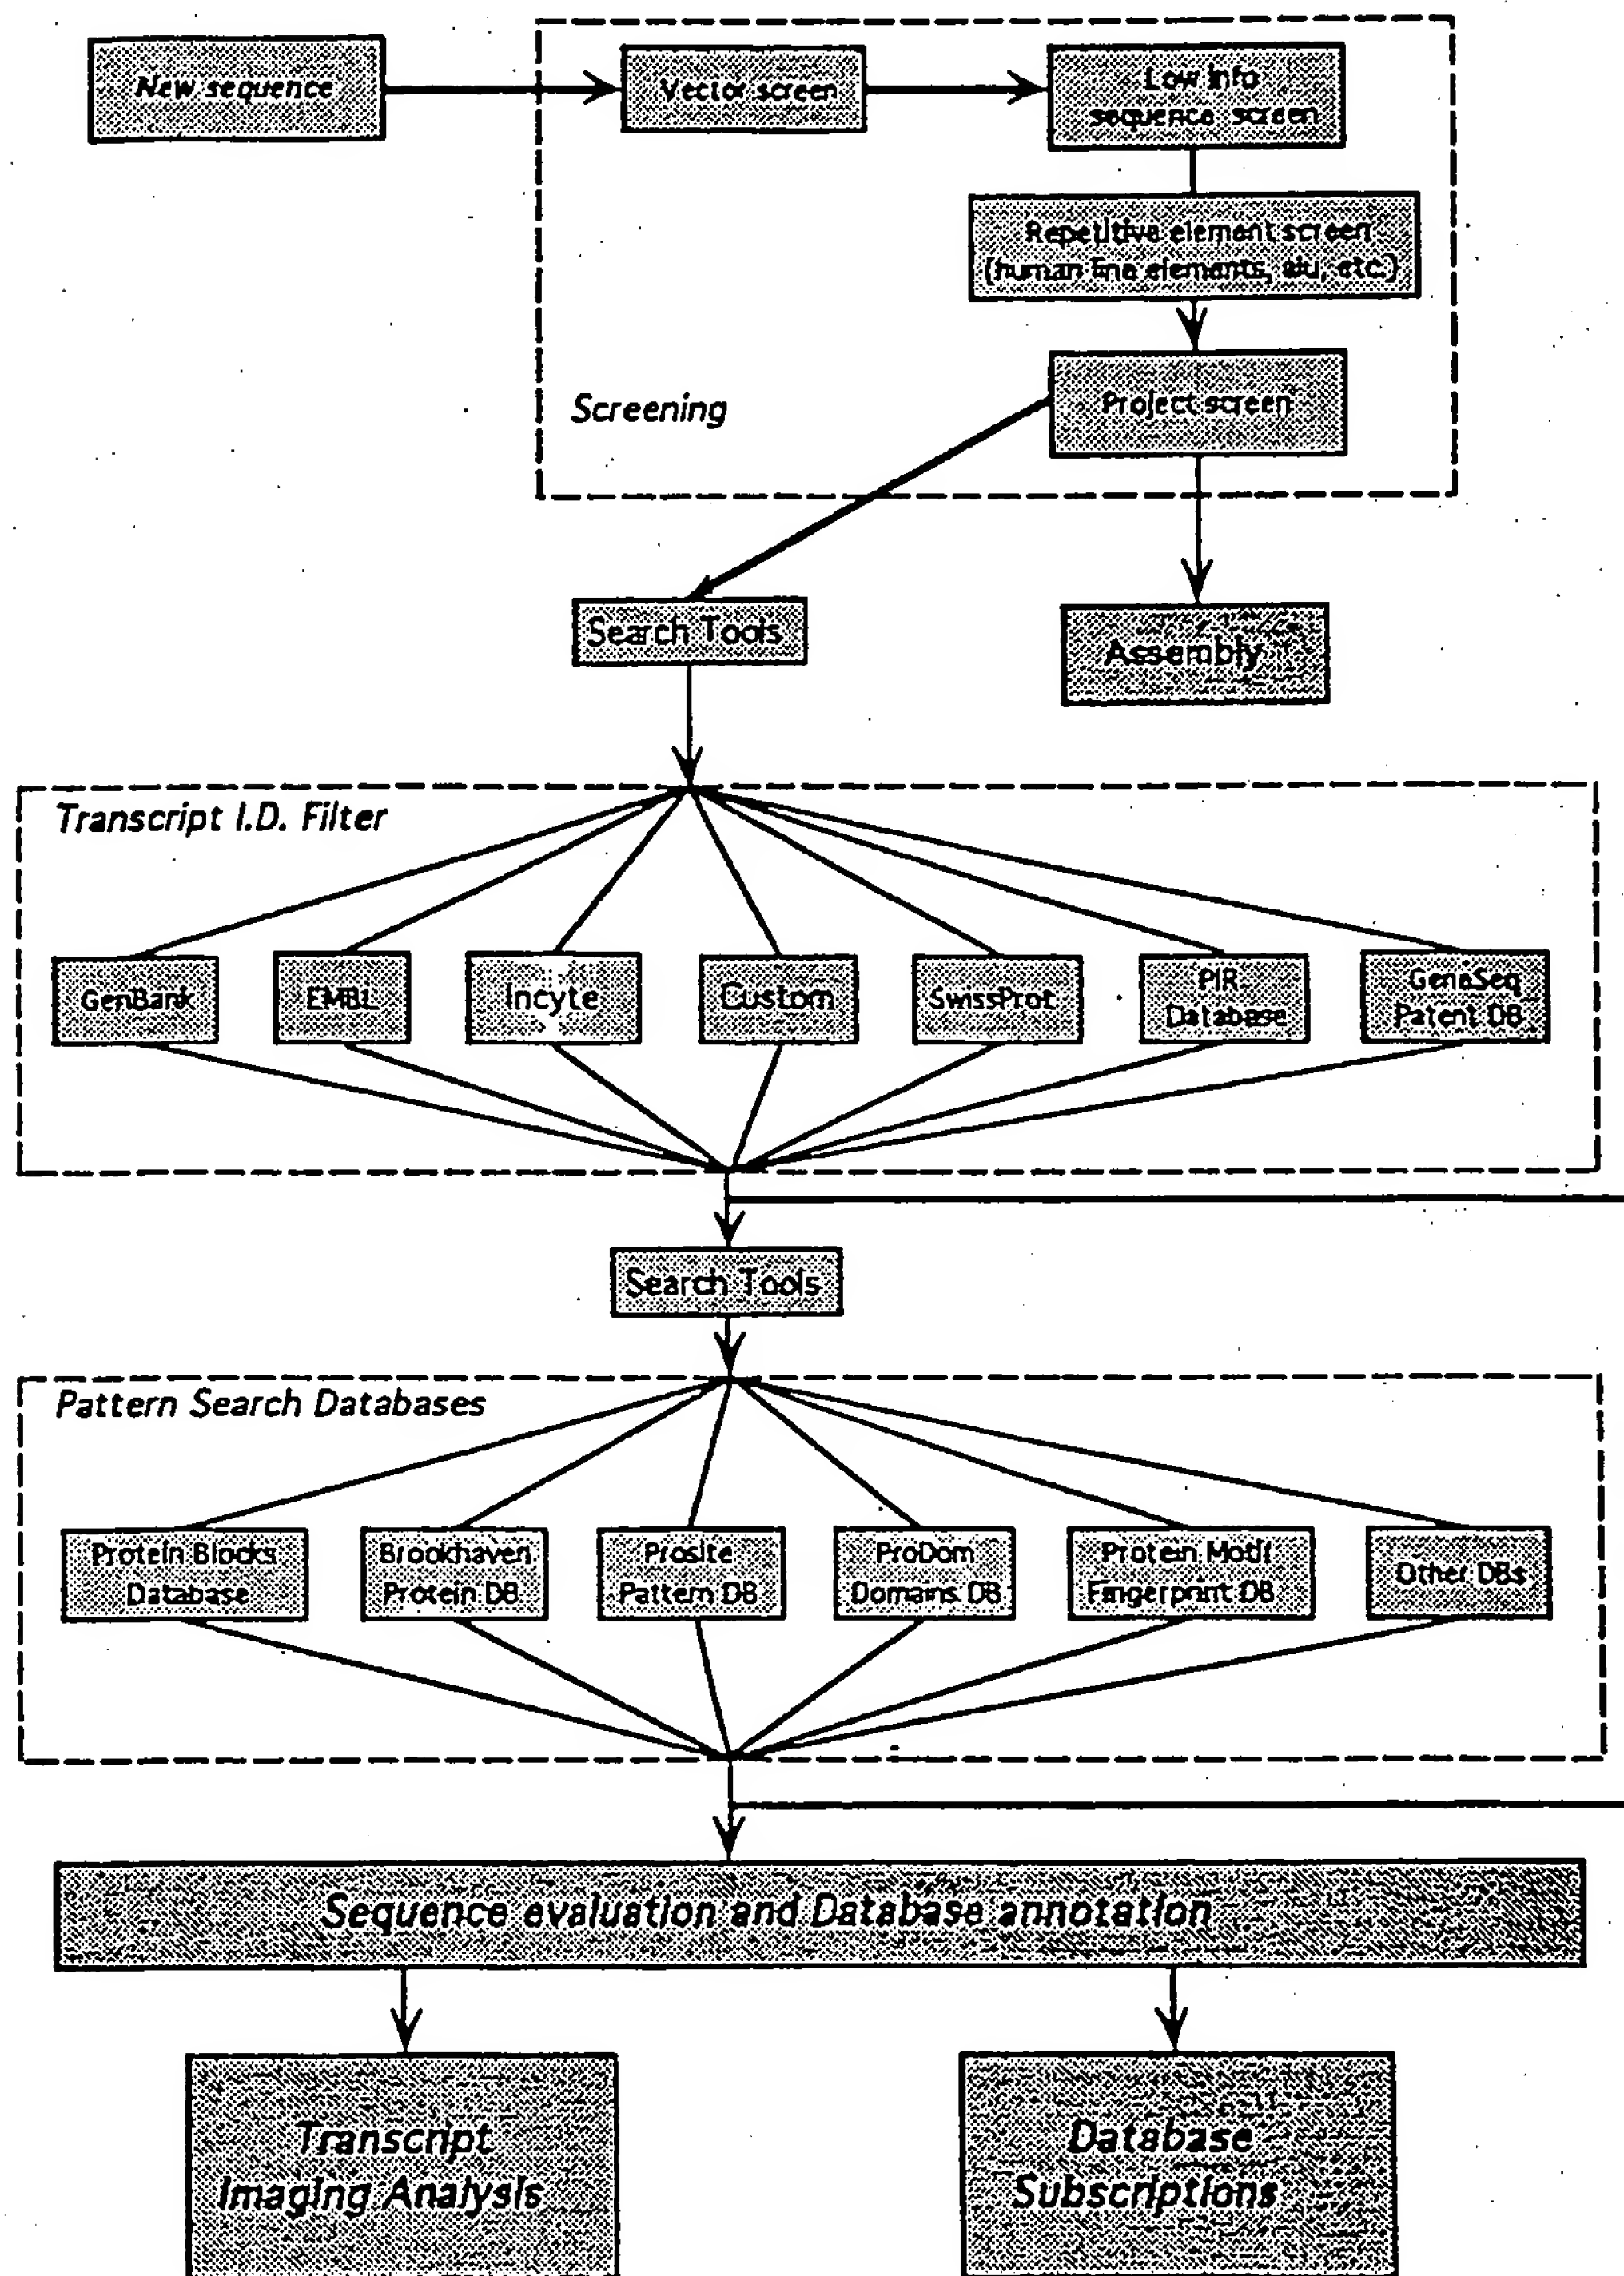 New sequence
Vector screen
Low info
sequence screen
Repetitive element screen
(human line elements, alu, etc.)
Screening
Project screen
Search Tools
Assembly
Transcript I.D. Filter
GenBank
EMBL
Incyte
Custom
SwissProt
PIR
Database
GeneSeq
Patent DB
Search Tools
Pattern Search Databases
Protein Blocks
Database
Brookhaven
Protein DB
Prosite
Pattern DB
ProDom
Domains DB
Protein Motif
Fingerprint DB
Other DBs
Sequence evaluation and Database annotation
Transcript
Imaging Analysis
Database
Subscriptions